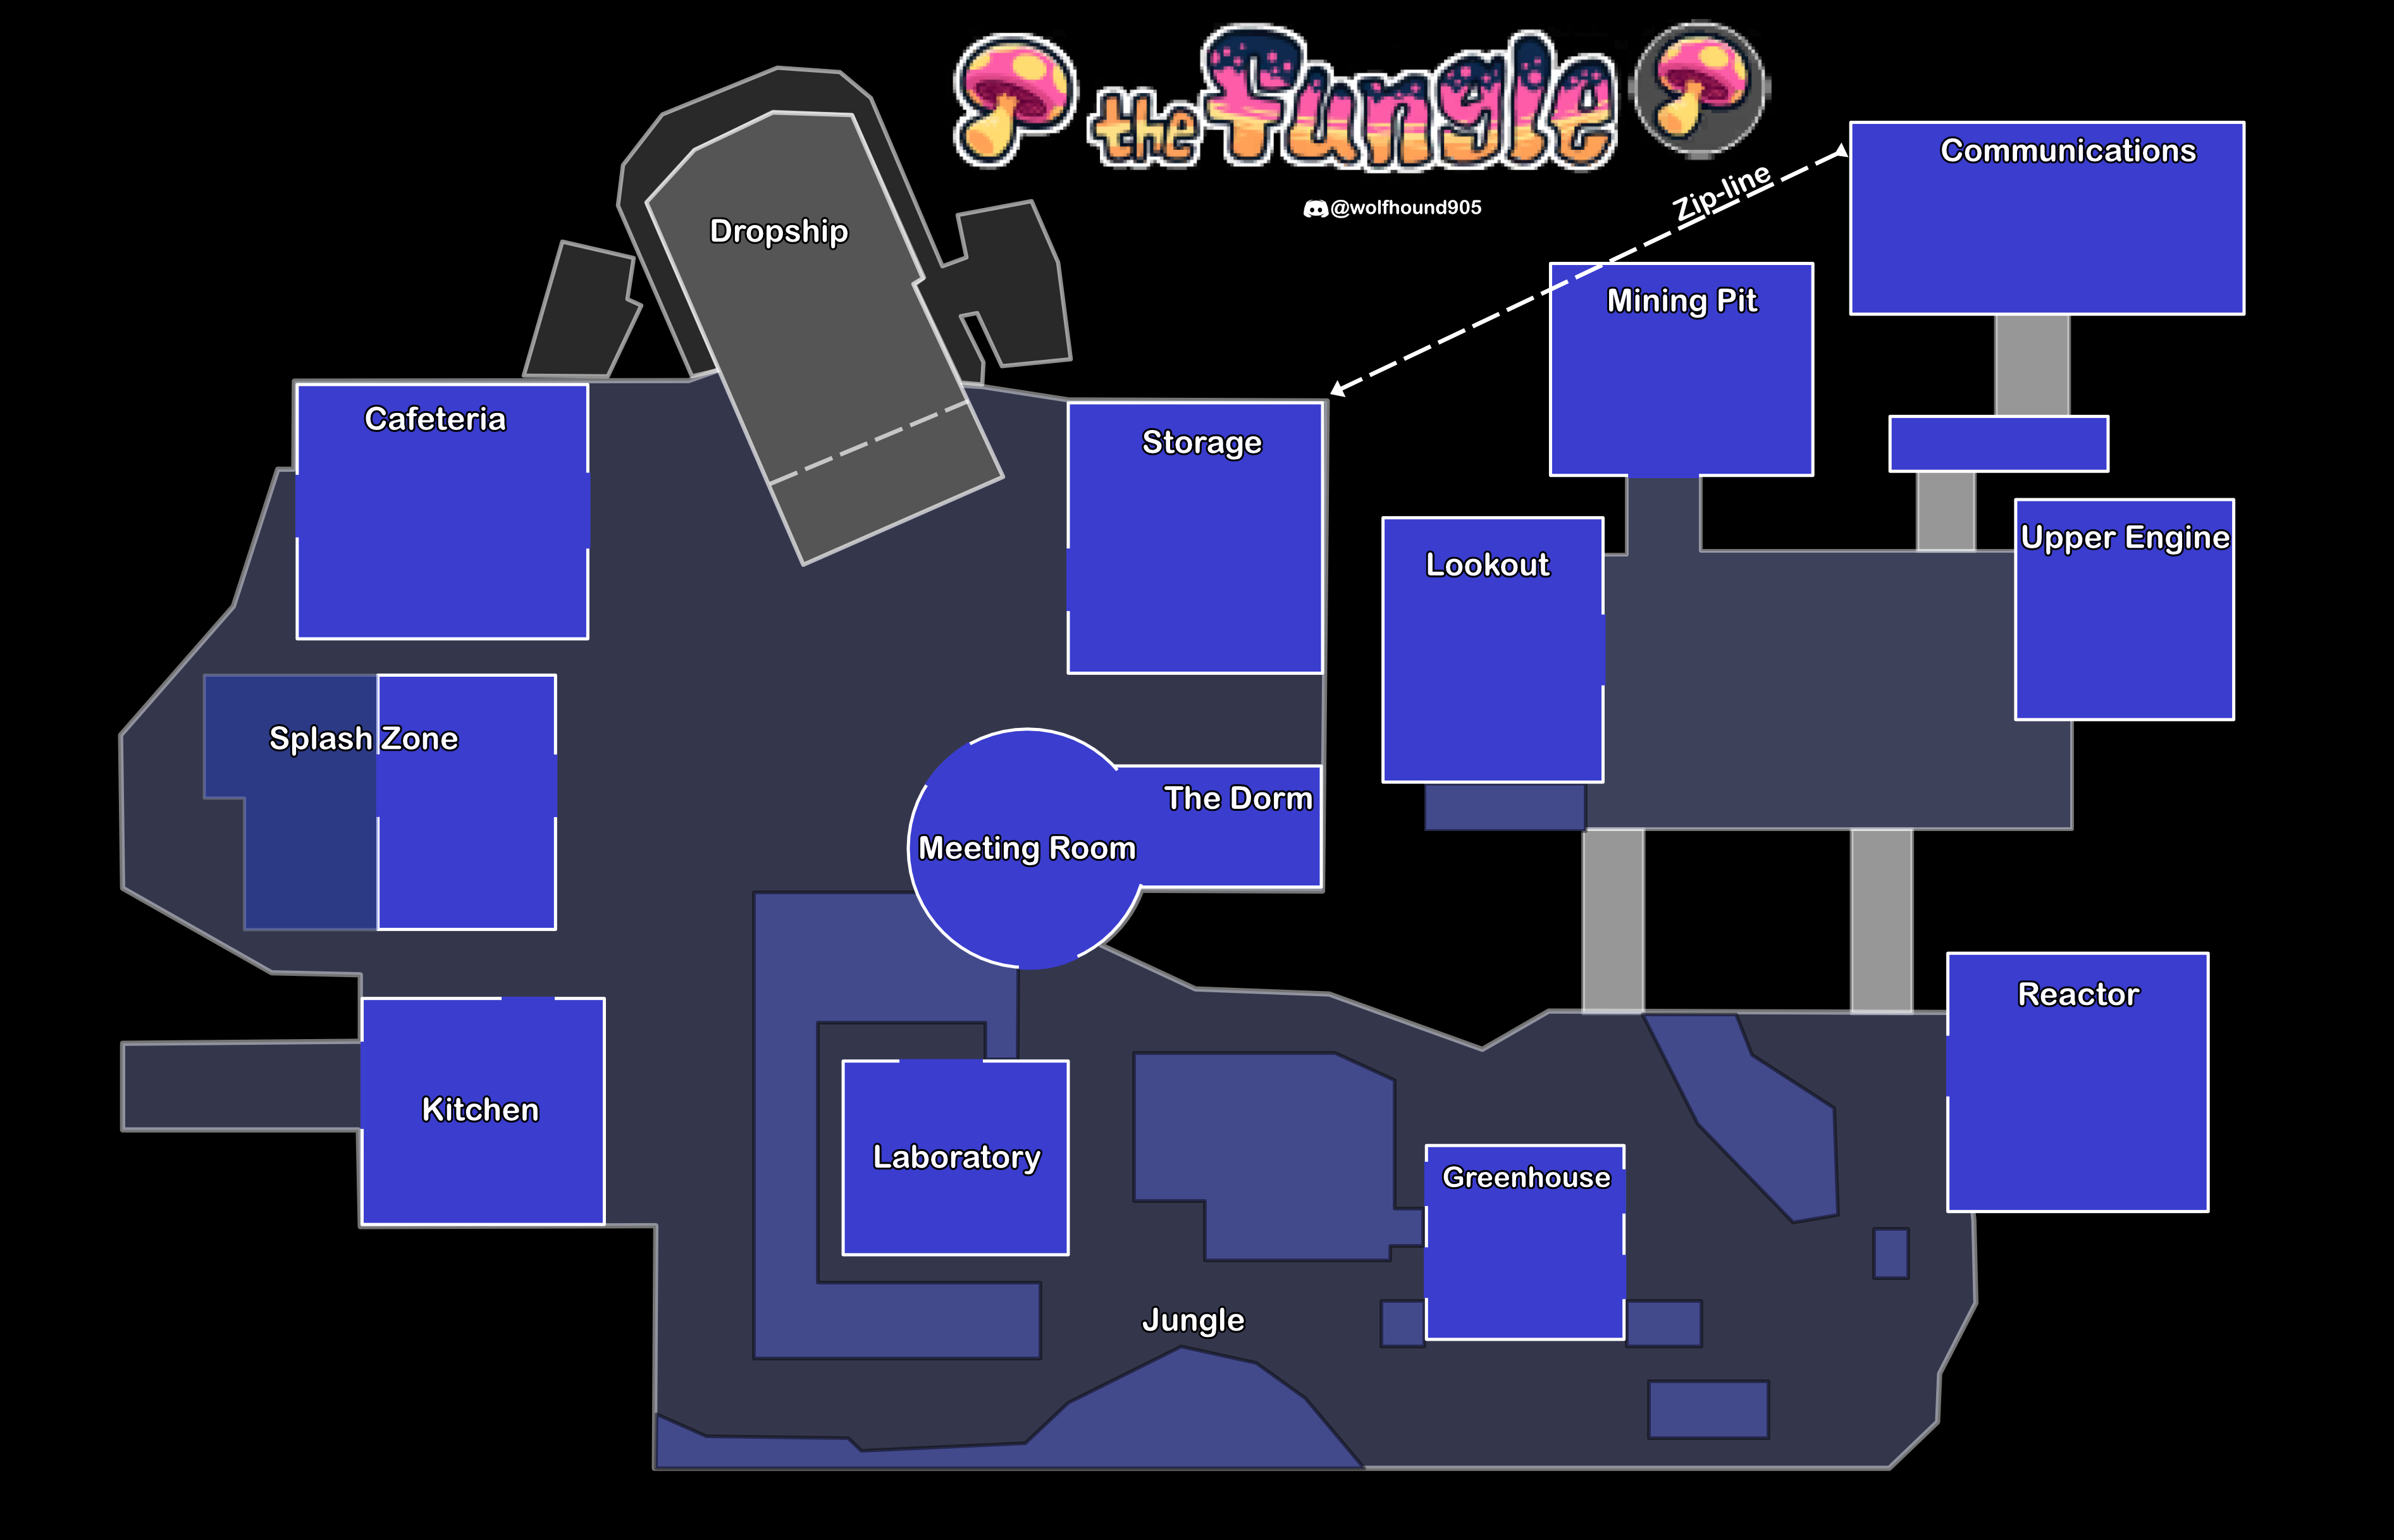 the Fungle
@wolfhound905
Zip-line
Communications
Dropship
Mining Pit
Cafeteria
Storage
Upper Engine
Lookout
Splash Zone
The Dorm
Meeting Room
Reactor
Kitchen
Laboratory
Greenhouse
Jungle